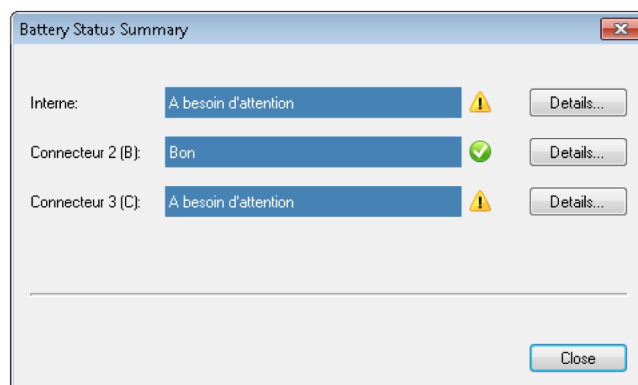 Battery Status Summary
Interne: A besoin d'attention Details...
Connecteur 2 (B): Bon Details...
Connecteur 3 (C): A besoin d'attention Details...
Close